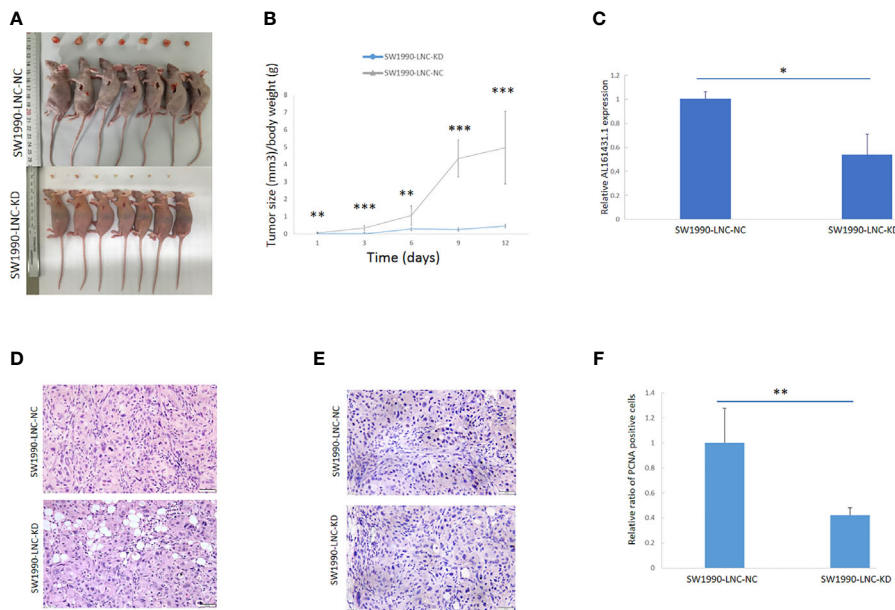 A
SW1990-LNC-NC
SW1990-LNC-KD
B
SW1990-LNC-KD
SW1990-LNC-NC
Tumor size (mm3)/body weight (g)
8
7
6
5
4
3
2
1
0
**
***
**
***
***
1
3
6
9
12
Time (days)
C
Relative AL161431.1 expression
1.2
1
0.8
0.6
0.4
0.2
0
*
SW1990-LNC-NC
SW1990-LNC-KD
D
SW1990-LNC-NC
SW1990-LNC-KD
E
SW1990-LNC-NC
SW1990-LNC-KD
F
Relative ratio of PCNA positive cells
1.4
1.2
1
0.8
0.6
0.4
0.2
0
**
SW1990-LNC-NC
SW1990-LNC-KD